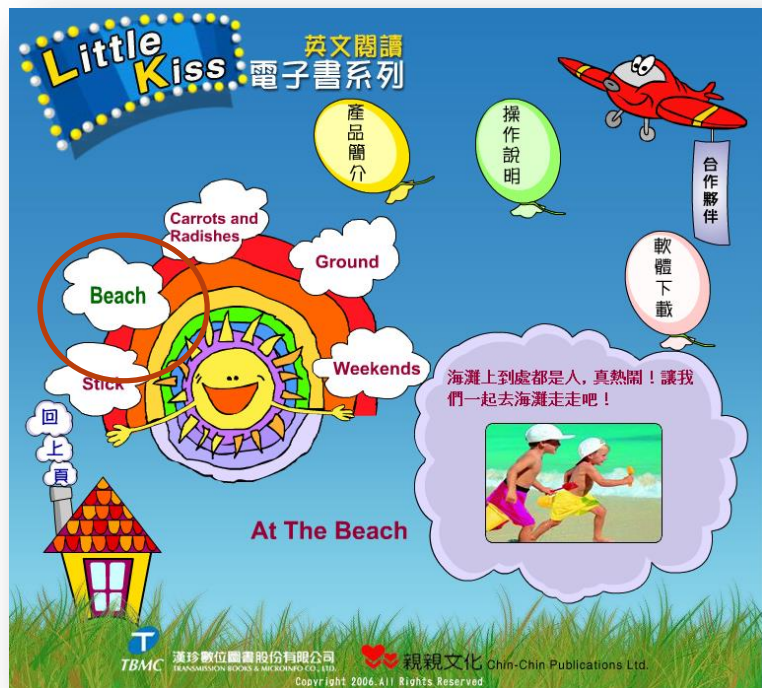 Little Kiss
英文閱讀
電子書系列
產品簡介
操作說明
合作夥伴
軟體下載
Carrots and
Radishes
Ground
Beach
Weekends
Stick
海灘上到處都是人，真熱鬧！讓我
們一起去海灘走走吧！
回上頁
At The Beach
TBMC
漢珍數位圖書股份有限公司
TRANSMISSION BOOKS & MICROINFO CO., LTD.
親親文化 Chin-Chin Publications Ltd.
Copyright 2006.All Rights Reserved